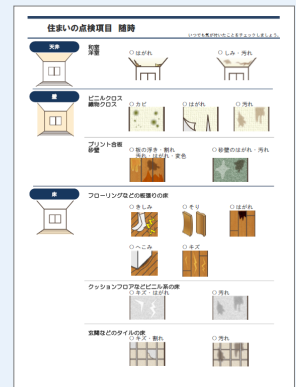 住まいの点検項目 随時
いつでも気が付いたことをチェックしましょう。
天井
和室
洋室
○はがれ
○しみ・汚れ
壁
ビニルクロス
織物クロス
○カビ
○はがれ
○汚れ
プリント合板
砂壁
○板の浮き・割れ
汚れ・はがれ・変色
○砂壁のはがれ・汚れ
床
フローリングなどの板張りの床
○きしみ
○そり
○はがれ
○へこみ
○キズ
クッションフロアなどビニル系の床
○キズ・はがれ
○汚れ
玄関などのタイルの床
○キズ・割れ
○汚れ